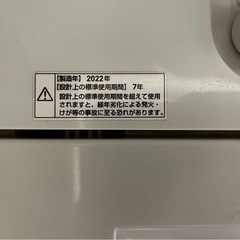 【製造年】2022年
【設計上の標準使用期間】7年
設計上の標準使用期間を超えて使用
されますと、経年劣化による発火・
けが等の事故に至る恐れがあります。